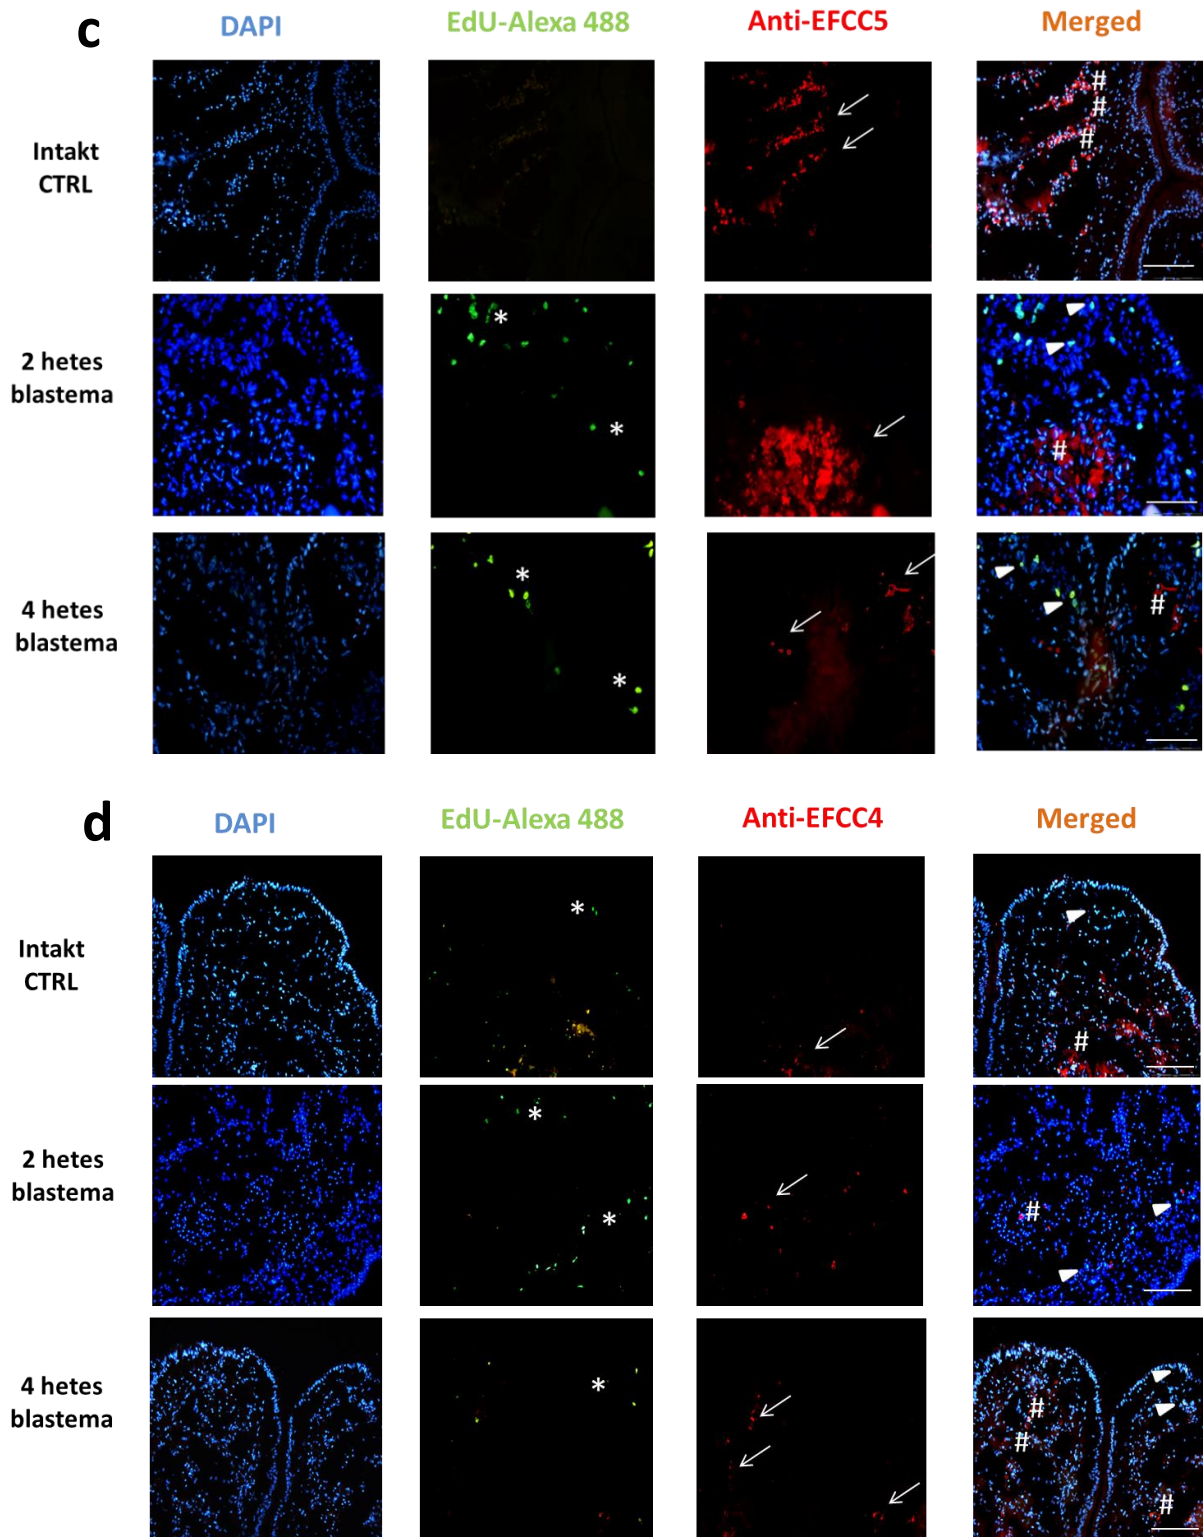 c
DAPI EdU-Alexa 488 Anti-EFCC5 Merged
Intakt
CTRL
# # #
2 hetes
blastema
* * #
4 hetes
blastema
* * #
d
DAPI EdU-Alexa 488 Anti-EFCC4 Merged
Intakt
CTRL
* #
2 hetes
blastema
* * #
4 hetes
blastema
* # # #